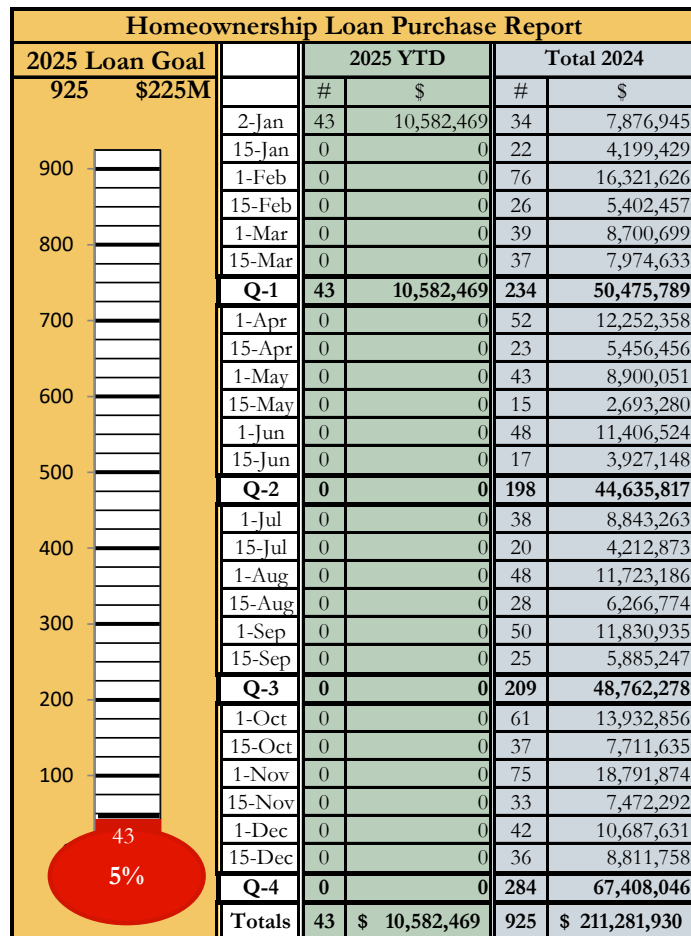 Homeownership Loan Purchase Report
2025 Loan Goal 2025 YTD Total 2024
925 $225M # $ # $
2-Jan 43 10,582,469 34 7,876,945
15-Jan 0 0 22 4,199,429
900
1-Feb 0 0 76 16,321,626
15-Feb 0 0 26 5,402,457
1-Mar 0 0 39 8,700,699
800
15-Mar 0 0 37 7,974,633
Q-1 43 10,582,469 234 50,475,789
700
1-Apr 0 0 52 12,252,358
15-Apr 0 0 23 5,456,456
1-May 0 0 43 8,900,051
600
15-May 0 0 15 2,693,280
1-Jun 0 0 48 11,406,524
500
15-Jun 0 0 17 3,927,148
Q-2 0 0 198 44,635,817
1-Jul 0 0 38 8,843,263
400
15-Jul 0 0 20 4,212,873
1-Aug 0 0 48 11,723,186
15-Aug 0 0 28 6,266,774
300
1-Sep 0 0 50 11,830,935
15-Sep 0 0 25 5,885,247
200
Q-3 0 0 209 48,762,278
1-Oct 0 0 61 13,932,856
15-Oct 0 0 37 7,711,635
100
1-Nov 0 0 75 18,791,874
15-Nov 0 0 33 7,472,292
43
1-Dec 0 0 42 10,687,631
5%
15-Dec 0 0 36 8,811,758
Q-4 0 0 284 67,408,046
Totals 43 $ 10,582,469 925 $ 211,281,930